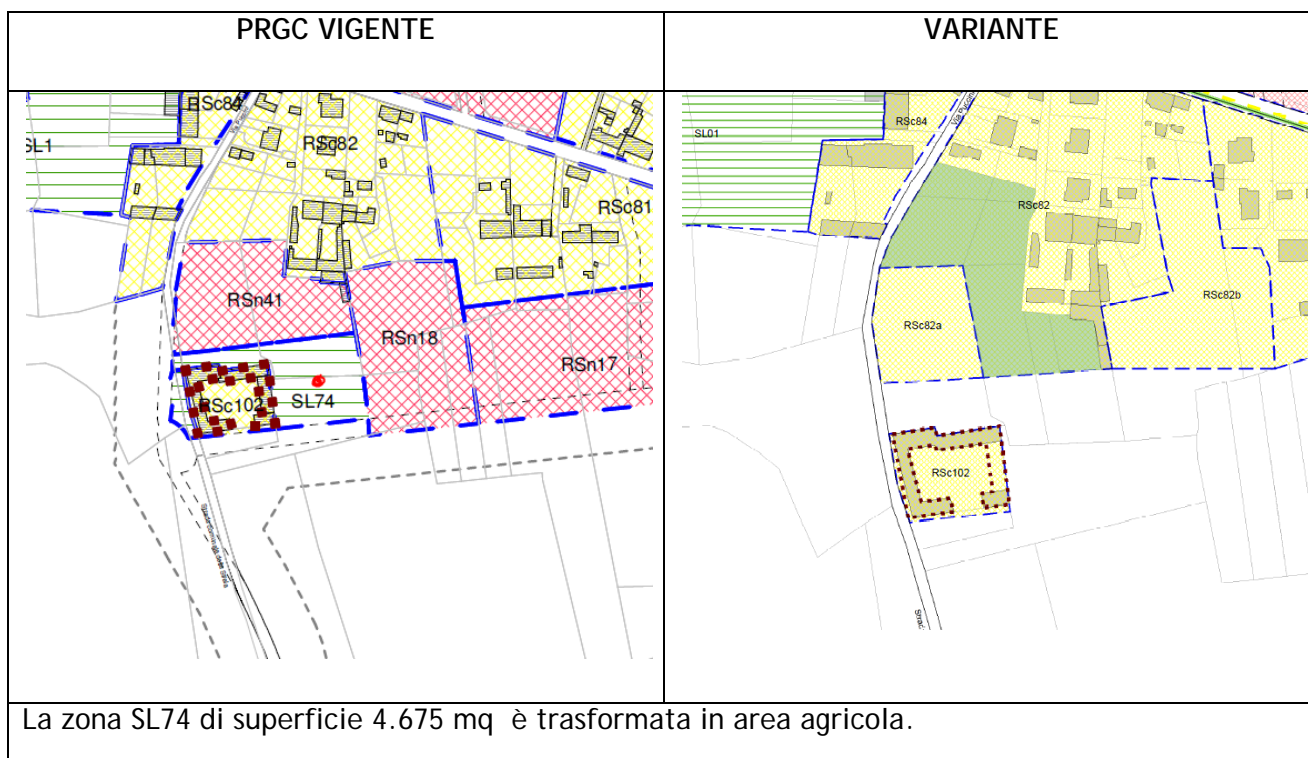 PRGC VIGENTE
VARIANTE
RSc84
SL1
RSc82
RSc81
RSn41
RSn18
RSn17
RSc102
SL74
SL01
RSc84
RSc82
RSc82b
RSc82a
RSc102
La zona SL74 di superficie 4.675 mq è trasformata in area agricola.